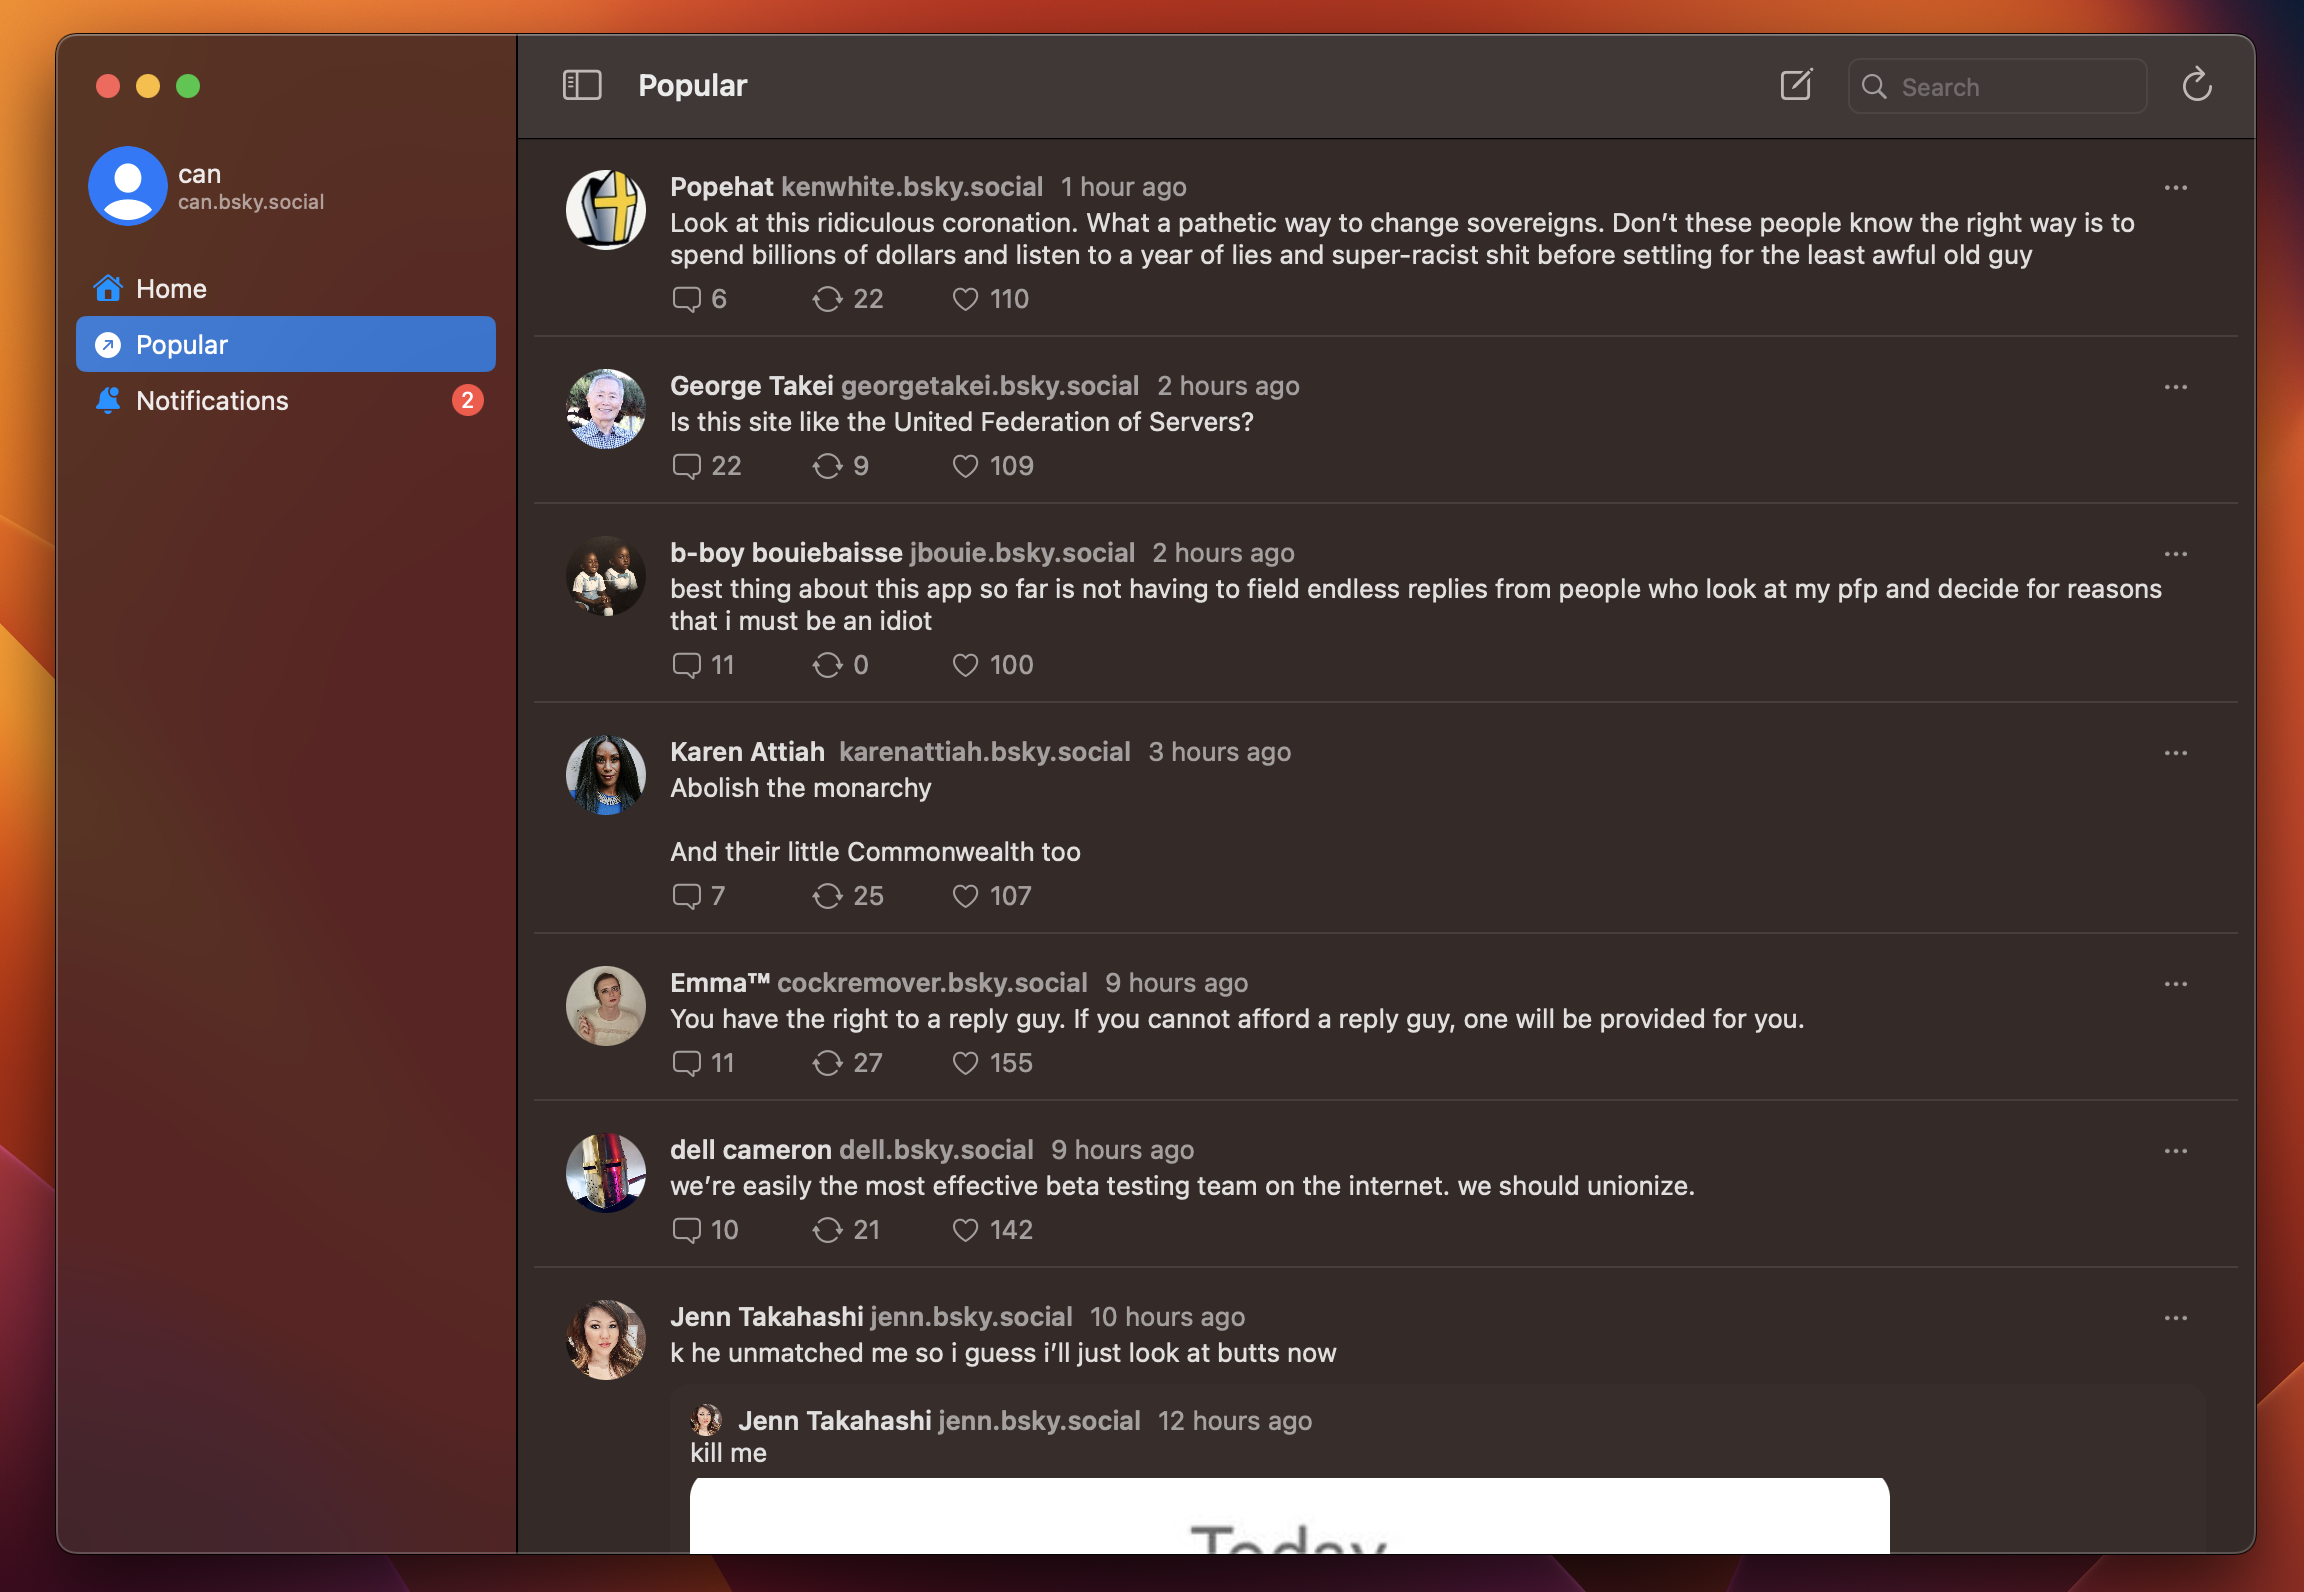 Popular
Search
can
can.bsky.social
Home
Popular
Notifications 2
Popehat kenwhite.bsky.social 1 hour ago
Look at this ridiculous coronation. What a pathetic way to change sovereigns. Don’t these people know the right way is to
spend billions of dollars and listen to a year of lies and super-racist shit before settling for the least awful old guy
6 22 110
George Takei georgetakei.bsky.social 2 hours ago
Is this site like the United Federation of Servers?
22 9 109
b-boy bouiebaisse jbouie.bsky.social 2 hours ago
best thing about this app so far is not having to field endless replies from people who look at my pfp and decide for reasons
that i must be an idiot
11 0 100
Karen Attiah karenattiah.bsky.social 3 hours ago
Abolish the monarchy
And their little Commonwealth too
7 25 107
Emma™ cockremover.bsky.social 9 hours ago
You have the right to a reply guy. If you cannot afford a reply guy, one will be provided for you.
11 27 155
dell cameron dell.bsky.social 9 hours ago
we’re easily the most effective beta testing team on the internet. we should unionize.
10 21 142
Jenn Takahashi jenn.bsky.social 10 hours ago
k he unmatched me so i guess i’ll just look at butts now
Jenn Takahashi jenn.bsky.social 12 hours ago
kill me
Today